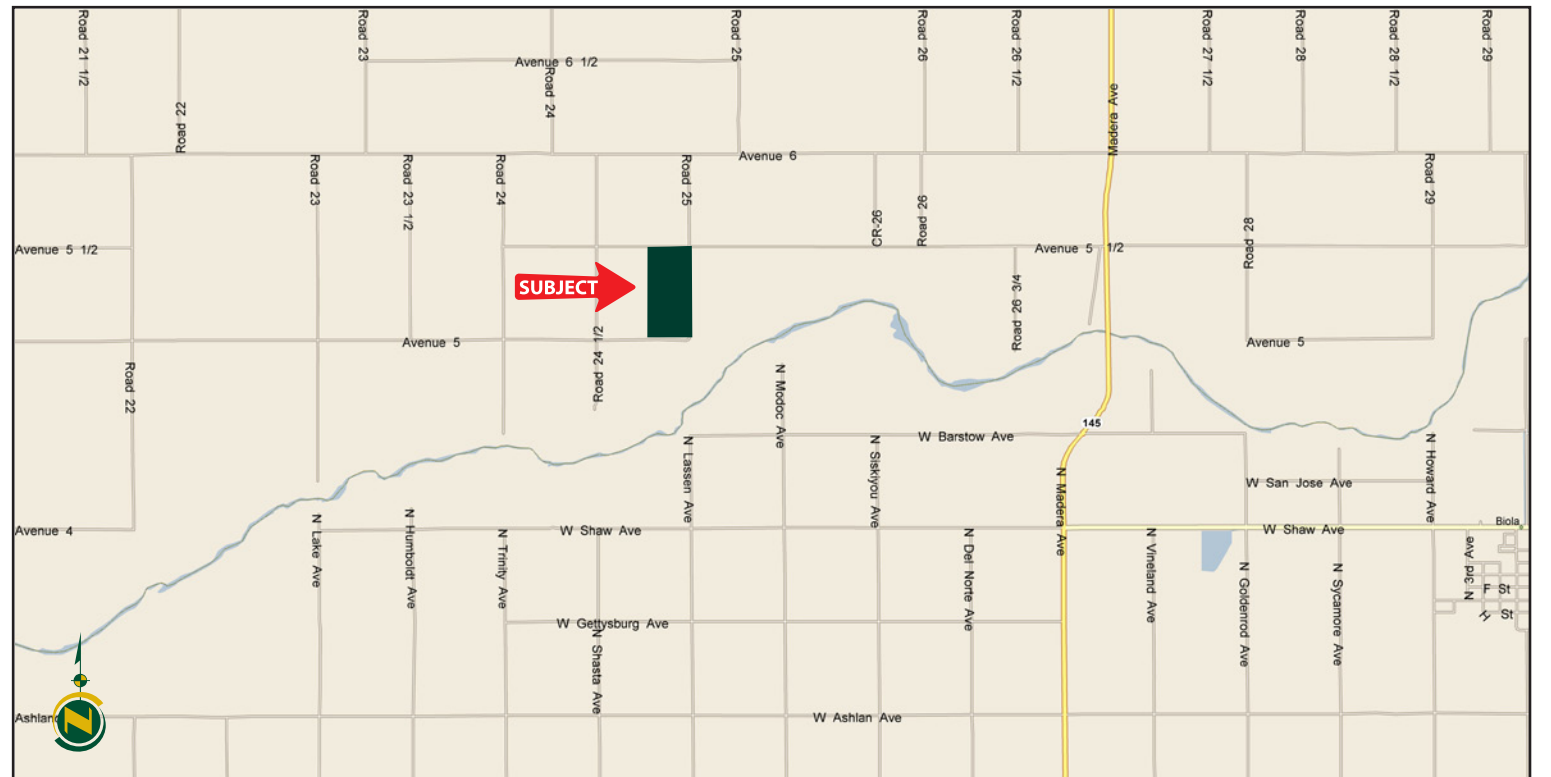 Road 21 1/2
Road 22
Road 23
Avenue 6 1/2
Road 24
Road 25
Road 26
Road 26 1/2
Madera Ave
Road 27 1/2
Road 28
Road 28 1/2
Road 29
Avenue 6
Road 23
Road 23 1/2
Road 24
Road 25
CR-26
Road 26
Road 28
Road 29
Avenue 5 1/2
Avenue 5 1/2
SUBJECT
Road 26 3/4
Avenue 5
Road 24 1/2
Avenue 5
Road 22
N Modoc Ave
145
W Barstow Ave
N Lassen Ave
N Siskiyou Ave
N Madera Ave
N Howard Ave
W San Jose Ave
Avenue 4
N Lake Ave
N Humboldt Ave
N Trinity Ave
W Shaw Ave
N Del Norte Ave
N Vineland Ave
W Shaw Ave
Biola
N Goldenrod Ave
N Sycamore Ave
N 3rd Ave
F St
H St
W Gettysburg Ave
N Shasta Ave
N
W Ashlan Ave